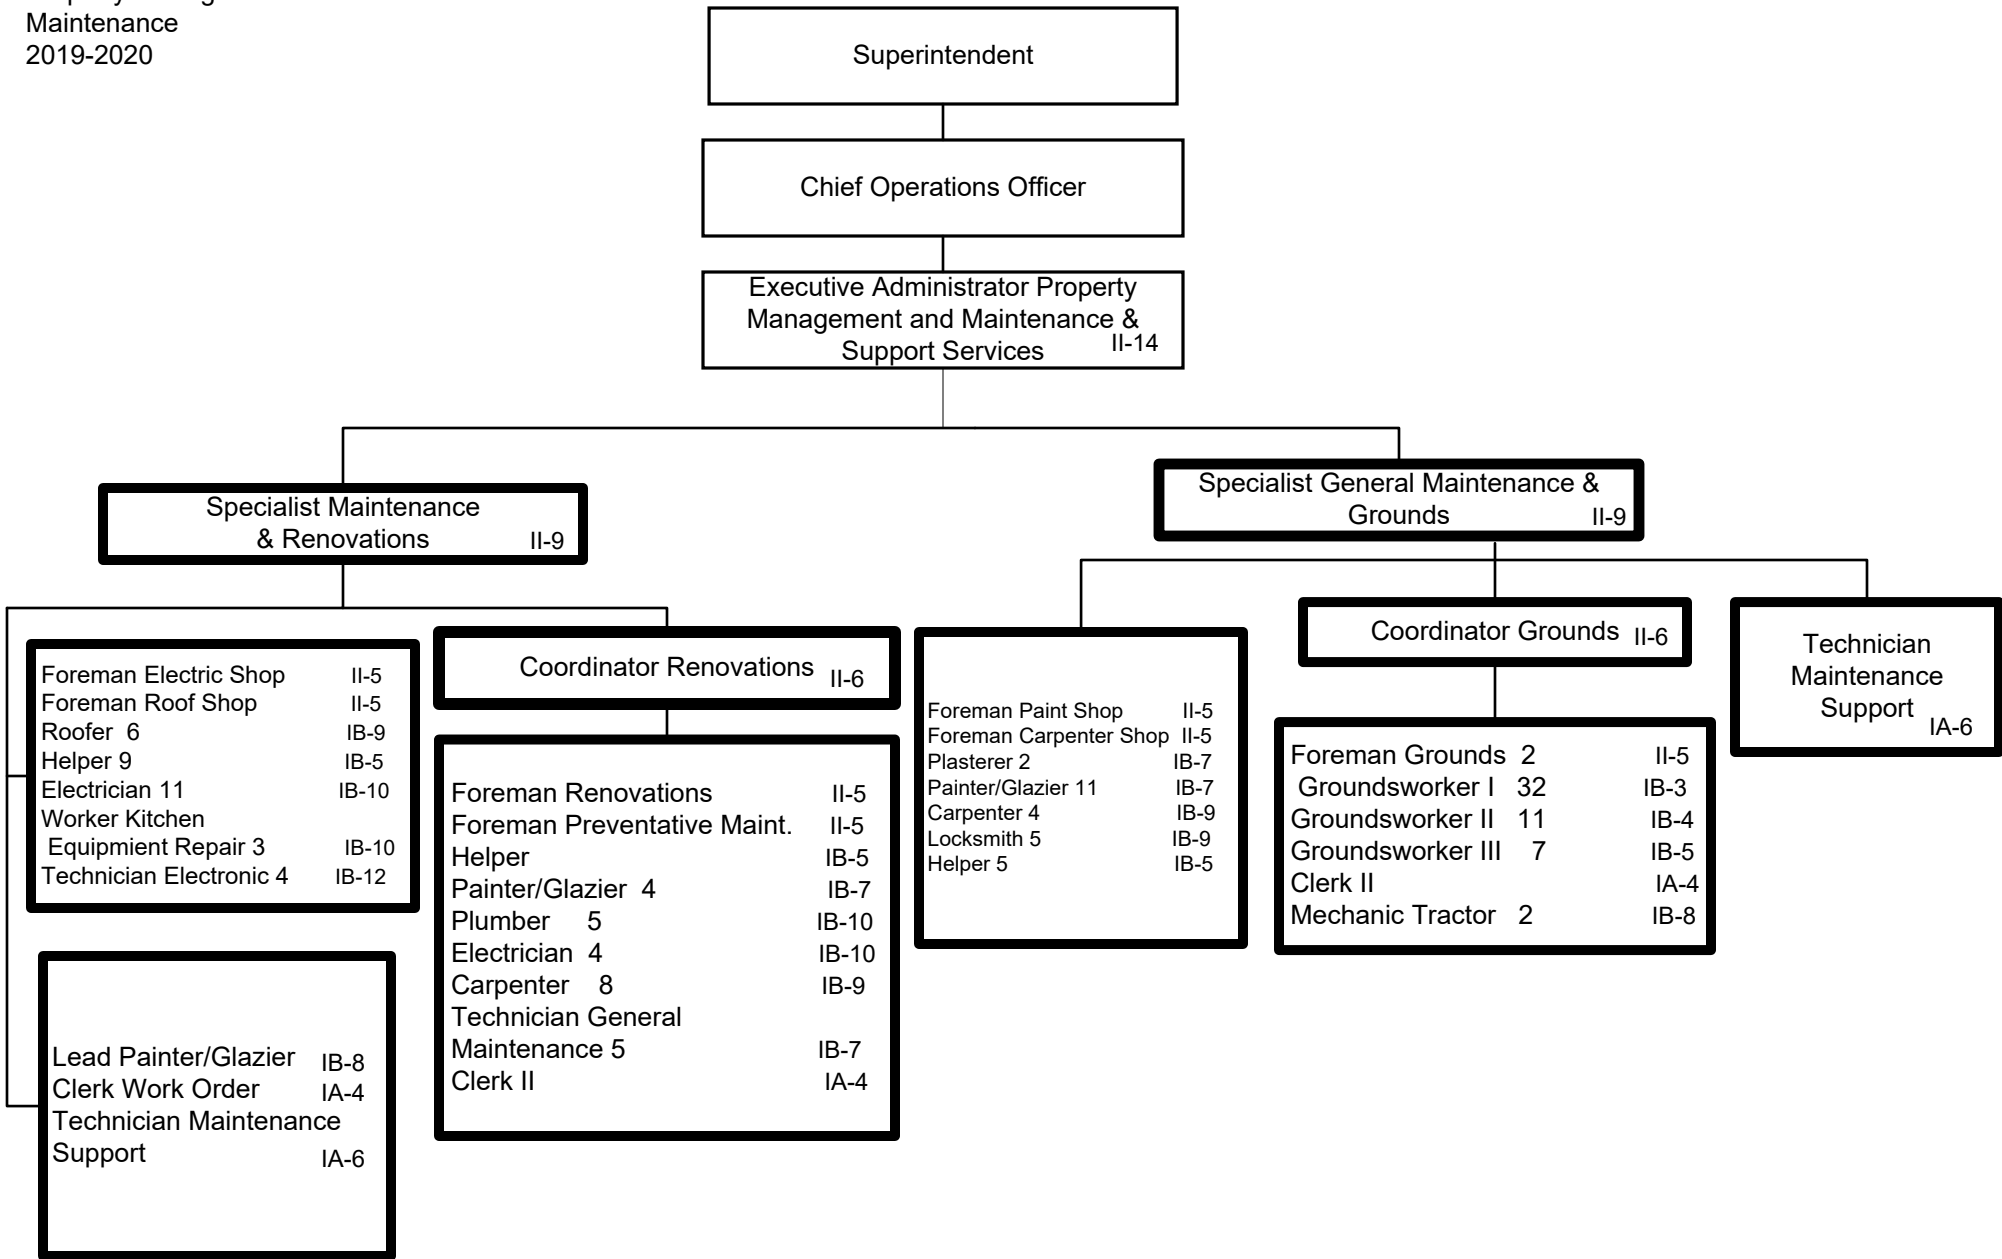 Maintenance
2019-2020
Superintendent
Chief Operations Officer
Executive Administrator Property
Management and Maintenance &
Support Services II-14
Specialist Maintenance
& Renovations II-9
Specialist General Maintenance &
Grounds II-9
Foreman Electric Shop II-5
Foreman Roof Shop II-5
Roofer 6 IB-9
Helper 9 IB-5
Electrician 11 IB-10
Worker Kitchen
Equipmient Repair 3 IB-10
Technician Electronic 4 IB-12
Lead Painter/Glazier IB-8
Clerk Work Order IA-4
Technician Maintenance
Support IA-6
Coordinator Renovations II-6
Foreman Renovations II-5
Foreman Preventative Maint. II-5
Helper IB-5
Painter/Glazier 4 IB-7
Plumber 5 IB-10
Electrician 4 IB-10
Carpenter 8 IB-9
Technician General
Maintenance 5 IB-7
Clerk II IA-4
Foreman Paint Shop II-5
Foreman Carpenter Shop II-5
Plasterer 2 IB-7
Painter/Glazier 11 IB-7
Carpenter 4 IB-9
Locksmith 5 IB-9
Helper 5 IB-5
Coordinator Grounds II-6
Foreman Grounds 2 II-5
Groundsworker I 32 IB-3
Groundsworker II 11 IB-4
Groundsworker III 7 IB-5
Clerk II IA-4
Mechanic Tractor 2 IB-8
Technician
Maintenance
Support IA-6